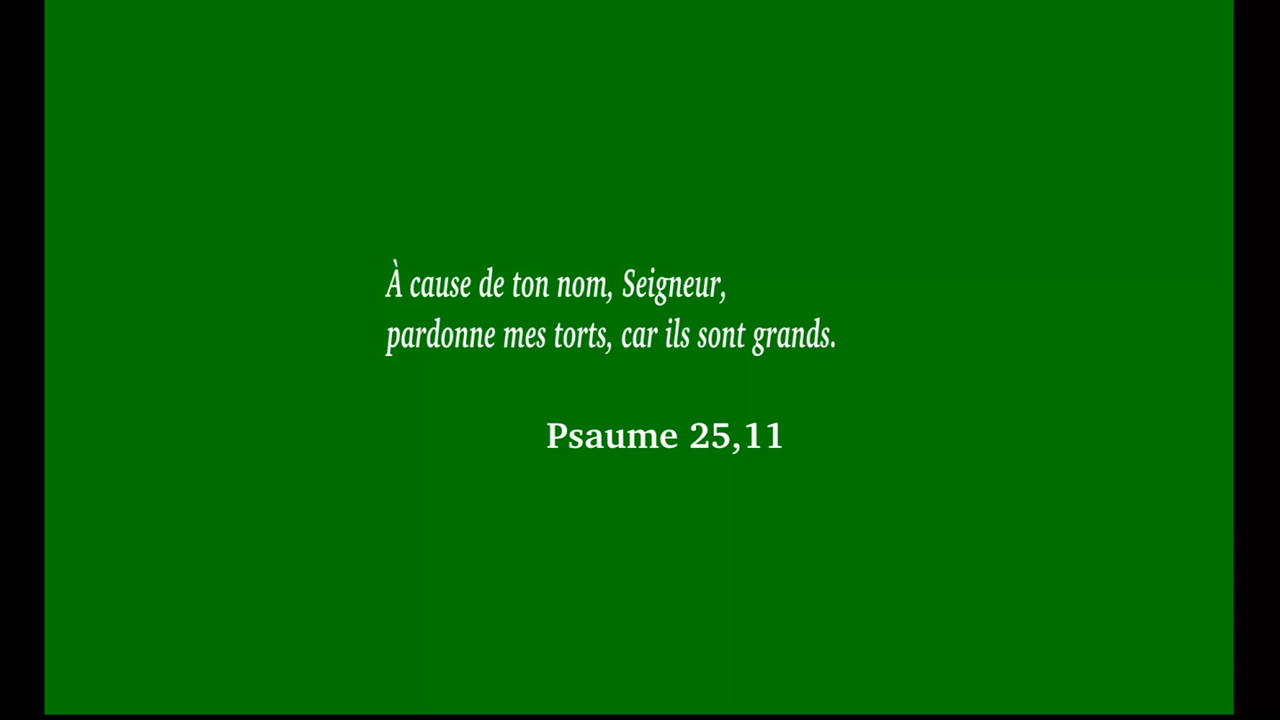 À cause de ton nom, Seigneur,
pardonne mes torts, car ils sont grands.
Psaume 25,11